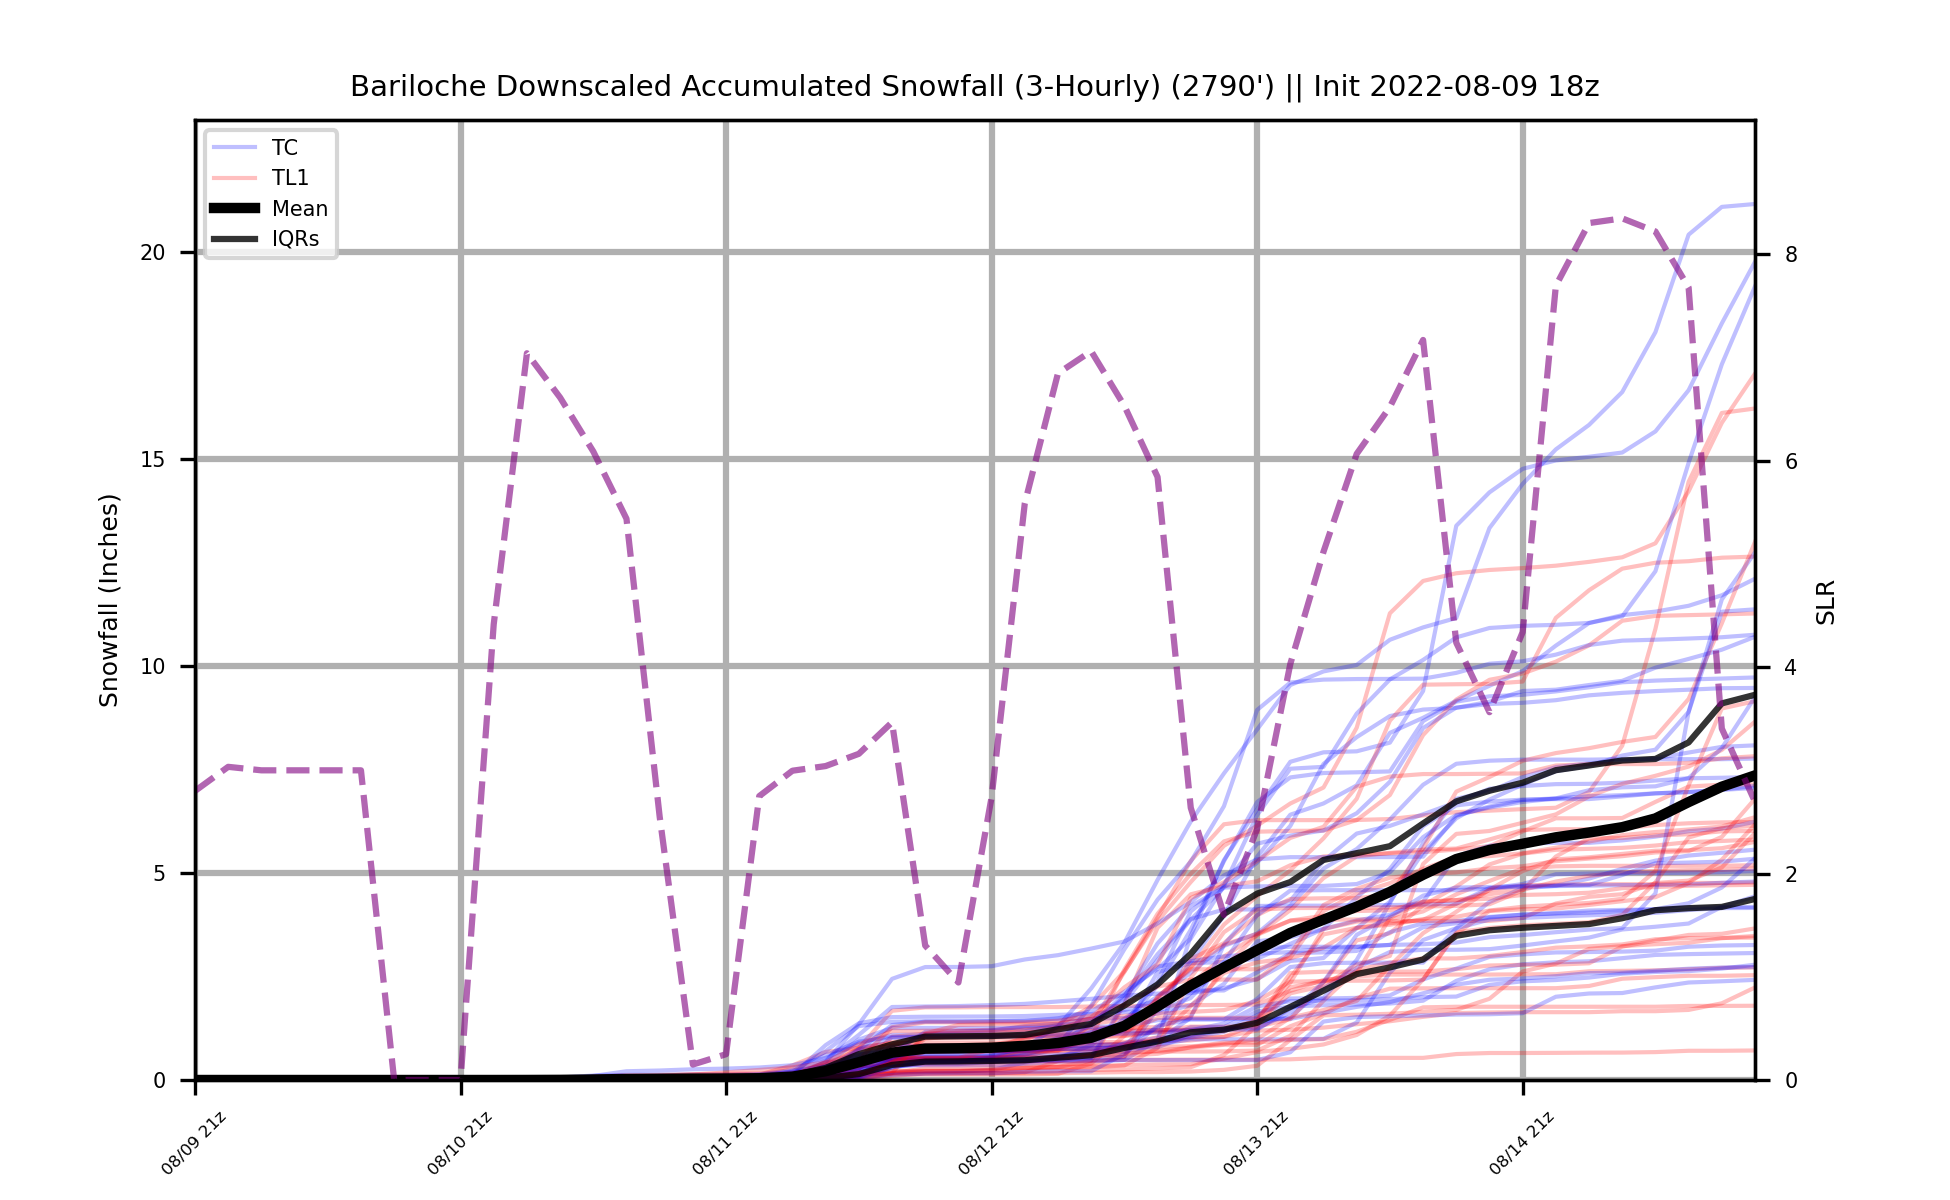 Bariloche Downscaled Accumulated Snowfall (3-Hourly) (2790') || Init 2022-08-09 18z
TC
TL1
Mean
IQRs
20
15
10
5
0
Snowfall (Inches)
8
6
4
2
0
SLR
08/09 21z
08/10 21z
08/11 21z
08/12 21z
08/13 21z
08/14 21z